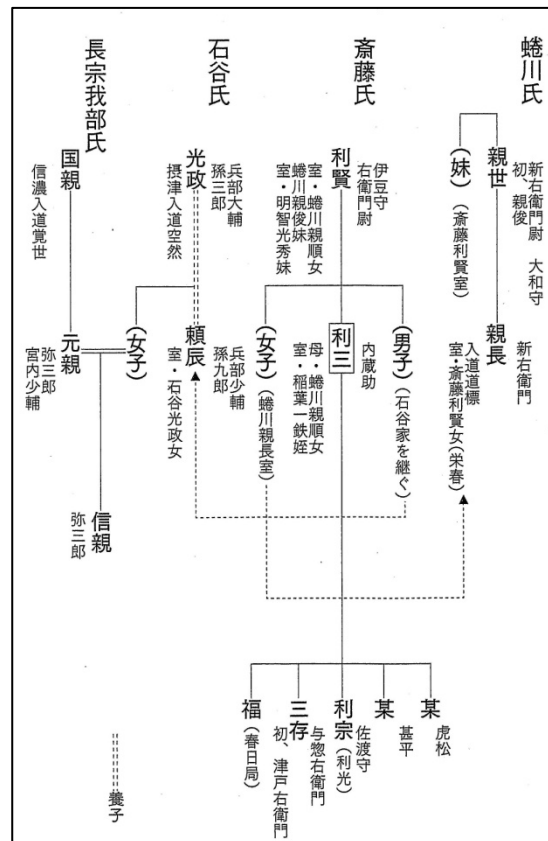 蜷川氏
親世
新右衛門尉 大和守
初、親俊
(妹)
(斎藤利賢室)
親長
新右衛門
入道道標
室・斎藤利賢女(栄春)
斎藤氏
利賢
伊豆守
右衛門尉
室・蜷川親順女
蜷川親俊妹
室・明智光秀妹
(男子)
(石谷家を継ぐ)
利三
内蔵助
母・蜷川親順女
室・稲葉一鉄姪
(女子)
(蜷川親長室)
某
虎松
某
甚平
利宗
(利光)
佐渡守
三存
与惣右衛門
初、津戸右衛門
福
(春日局)
石谷氏
光政
兵部大輔
孫三郎
摂津入道空然
頼辰
兵部少輔
孫九郎
室・石谷光政女
(女子)
長宗我部氏
国親
信濃入道覚世
元親
弥三郎
宮内少輔
信親
弥三郎
養子